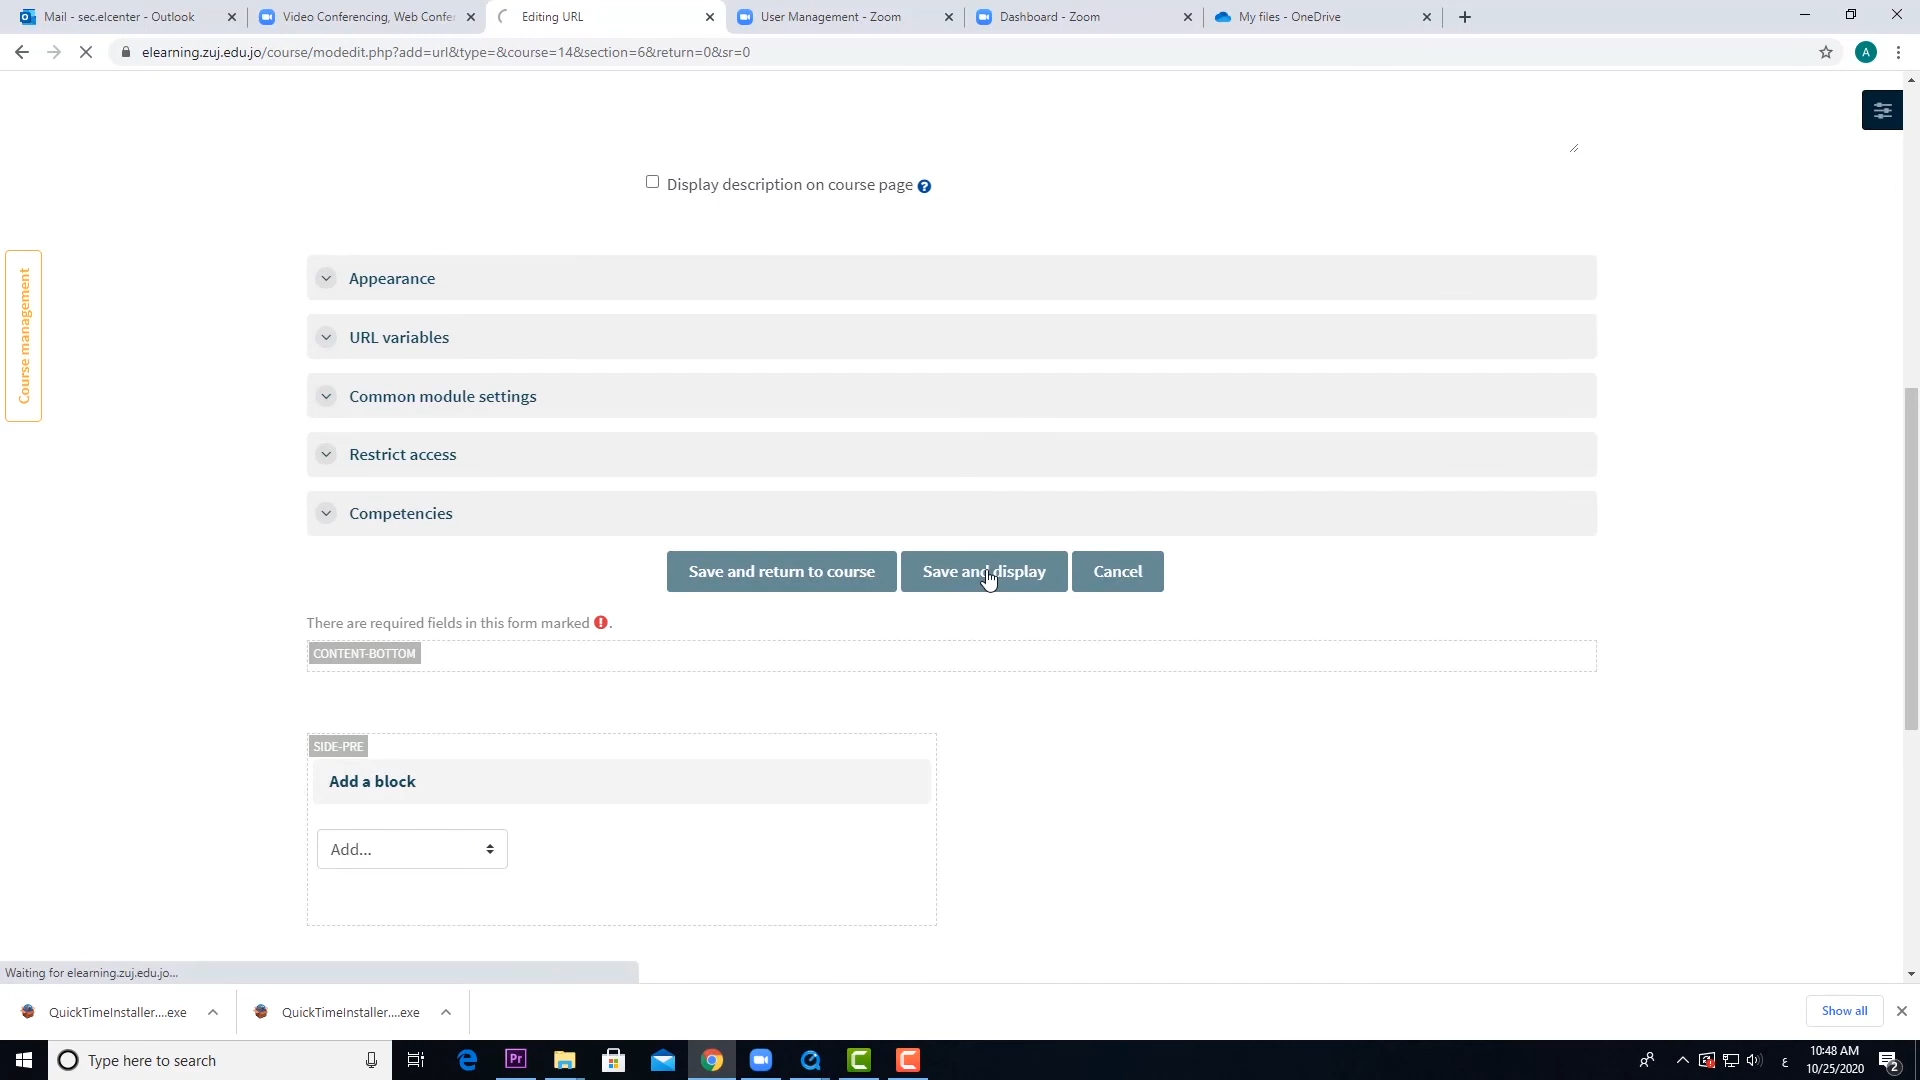 Mail - sec.elcenter - Outlook
Video Conferencing, Web Confer
Editing URL
User Management - Zoom
Dashboard - Zoom
My files - OneDrive
elearning.zuj.edu.jo/course/modedit.php?add=url&type=&course=14&section=6&return=0&sr=0
A
Display description on course page
Course management
Appearance
URL variables
Common module settings
Restrict access
Competencies
Save and return to course
Save and display
Cancel
There are required fields in this form marked .
CONTENT-BOTTOM
SIDE-PRE
Add a block
Add...
Waiting for elearning.zuj.edu.jo...
QuickTimeInstaller....exe
QuickTimeInstaller....exe
Show all
Type here to search
Pr
ع
10:48 AM
10/25/2020
2